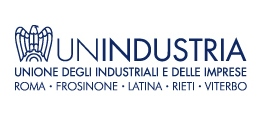 UNINDUSTRIA
UNIONE DEGLI INDUSTRIALI E DELLE IMPRESE
ROMA · FROSINONE · LATINA · RIETI · VITERBO